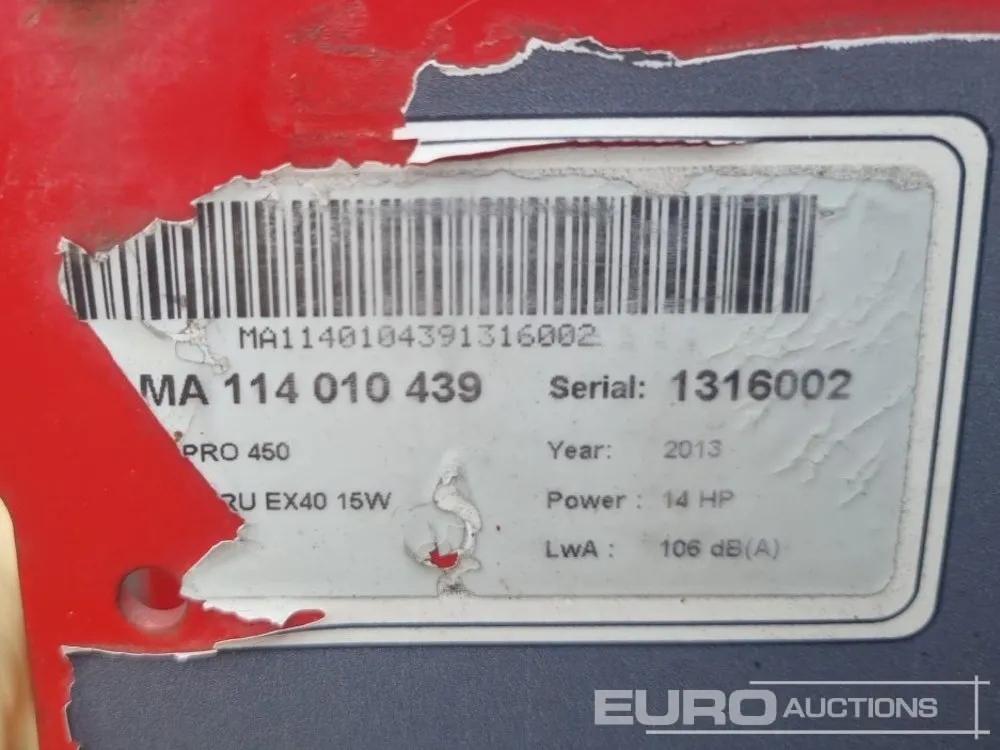 MA1140104391316002
MA 114 010 439 Serial: 1316002
PRO 450 Year: 2013
RU EX40 15W Power : 14 HP
LwA : 106 dB(A)
EURO AUCTIONS